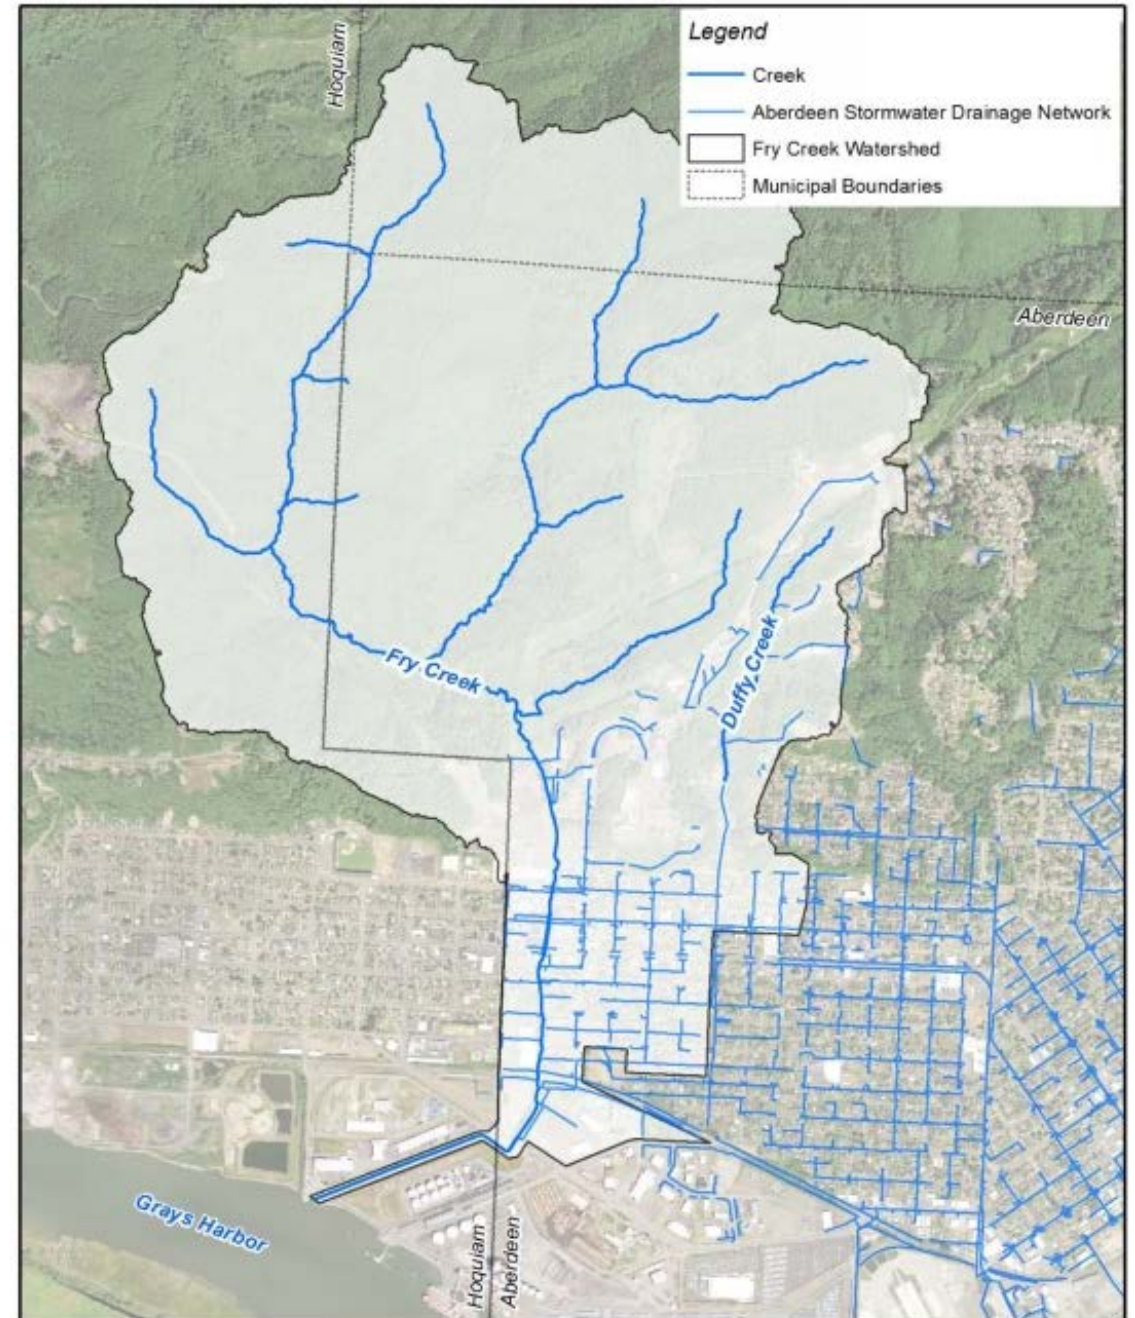 Legend
Creek
Aberdeen Stormwater Drainage Network
Fry Creek Watershed
Municipal Boundaries
Hoquiam
Aberdeen
Fry Creek
Duffy Creek
Grays Harbor
Hoquiam
Aberdeen